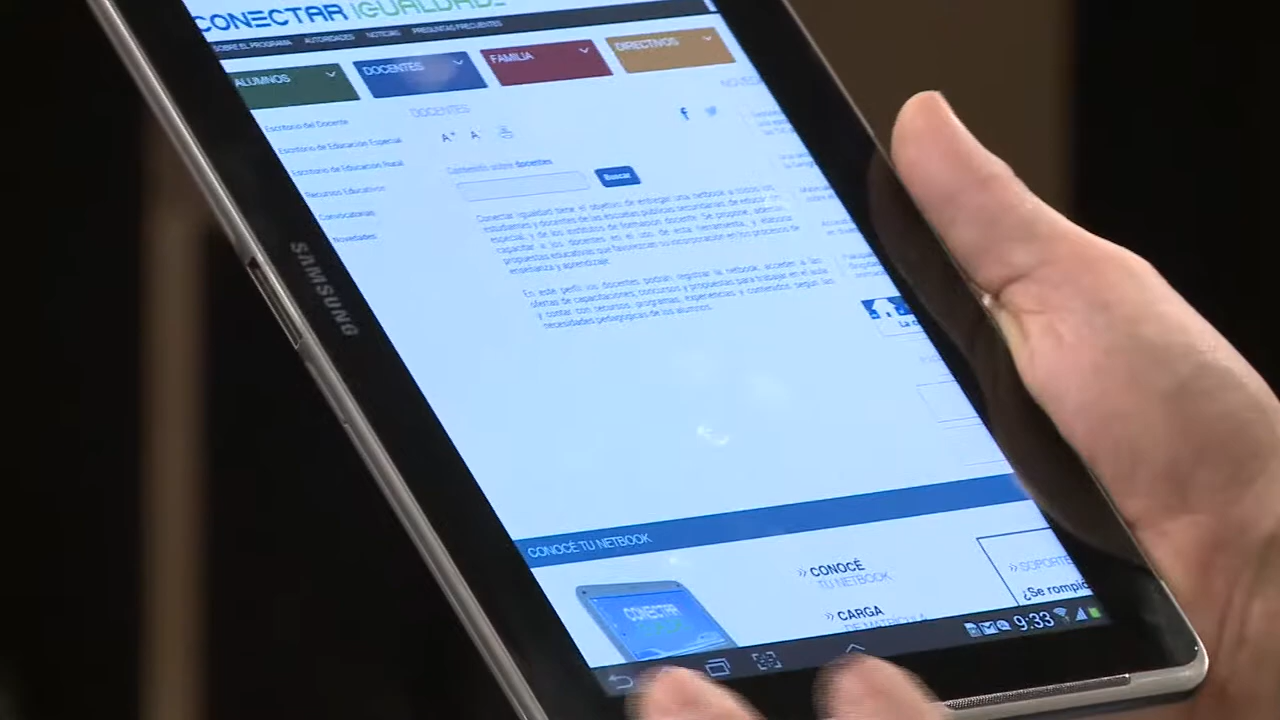 CONECTAR IGUALDAD
SOBRE EL PROGRAMA AUTORIDADES NOTICIAS PREGUNTAS FRECUENTES
ALUMNOS DOCENTES FAMILIA DIRECTIVOS
DOCENTES
Escritorio del Docente
Escritorio de Educación Especial
Escritorio de Educación Rural
Recursos Educativos
Convocatorias
Novedades
A+ A-
Contenido sobre docentes
Buscar
Conectar Igualdad tiene el objetivo de entregar una netbook a todos los
estudiantes y docentes de las escuelas públicas secundarias, de educación
especial, y de los institutos de formación docente. Se propone, además,
capacitar a los docentes en el uso de esta herramienta, y elaborar
propuestas educativas que favorezcan su incorporación en los procesos de
enseñanza y aprendizaje.
En este perfil los docentes podrán registrar la netbook, acceden a las
ofertas de capacitaciones, concursos y propuestas para trabajar en el aula
y contar con recursos, programas, experiencias y contenidos, según las
necesidades pedagógicas de los alumnos.
SAMSUNG
CONOCÉ TU NETBOOK
CONECTAR
» CONOCÉ
TU NETBOOK
» CARGA
DE MATRÍCULA
» SOPORTE
¿Se rompió
9:33